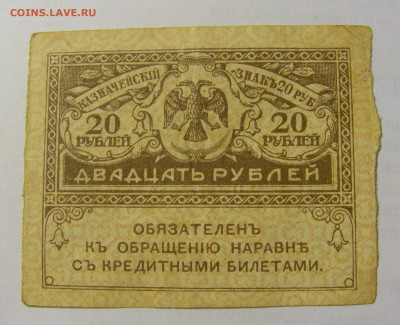 COINS.LAVE.RU
КАЗНАЧЕЙСКІЙ ЗНАКЪ 20 РУБ
20 РУБЛЕЙ 20 РУБЛЕЙ
ДВАДЦАТЬ РУБЛЕЙ
ОБЯЗАТЕЛЕНЪ
КЪ ОБРАЩЕНІЮ НАРАВНѢ
СЪ КРЕДИТНЫМИ БИЛЕТАМИ.